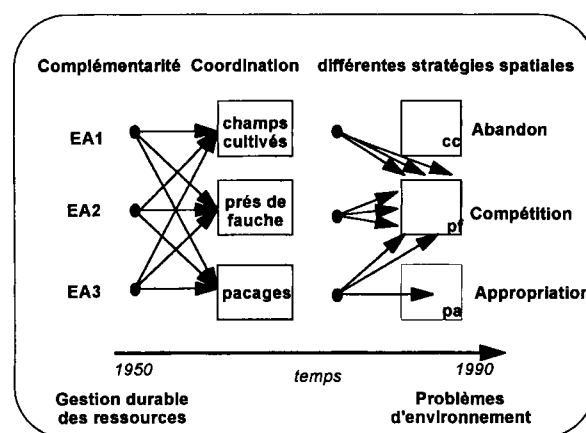 Complémentarité Coordination différentes stratégies spatiales
EA1
champs
cultivés
cc
Abandon
EA2
prés de
fauche
pf
Compétition
EA3
pacages
pa
Appropriation
1950
temps
1990
Gestion durable
des ressources
Problèmes
d'environnement